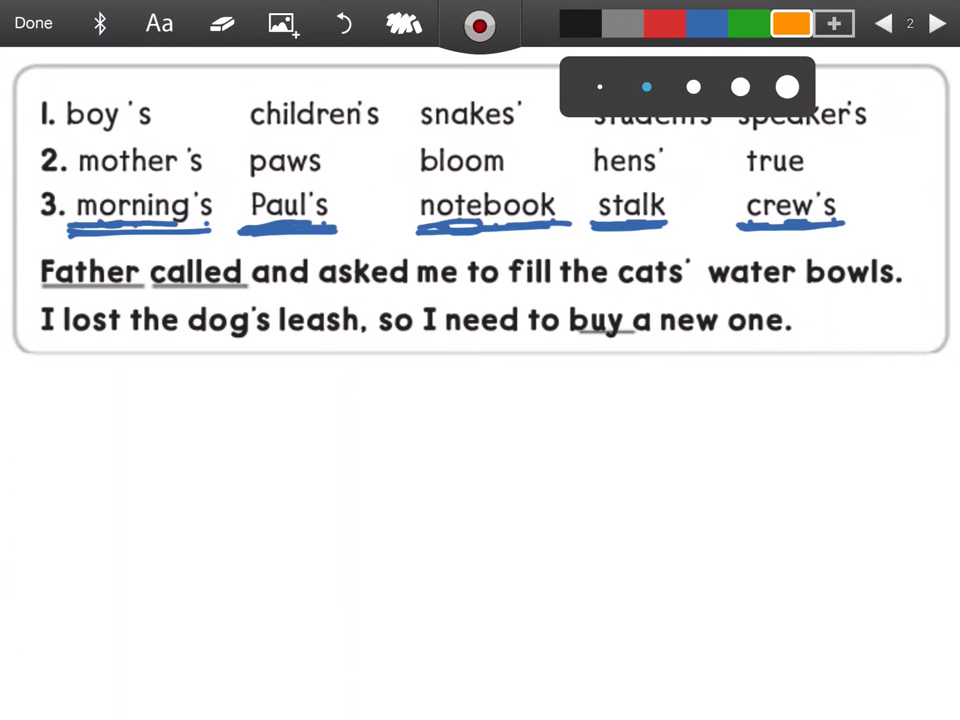 Done Aa 2
1. boy 's children's snakes' students speaker's
2. mother 's paws bloom hens' true
3. morning's Paul's notebook stalk crew's
Father called and asked me to fill the cats' water bowls.
I lost the dog's leash, so I need to buy a new one.